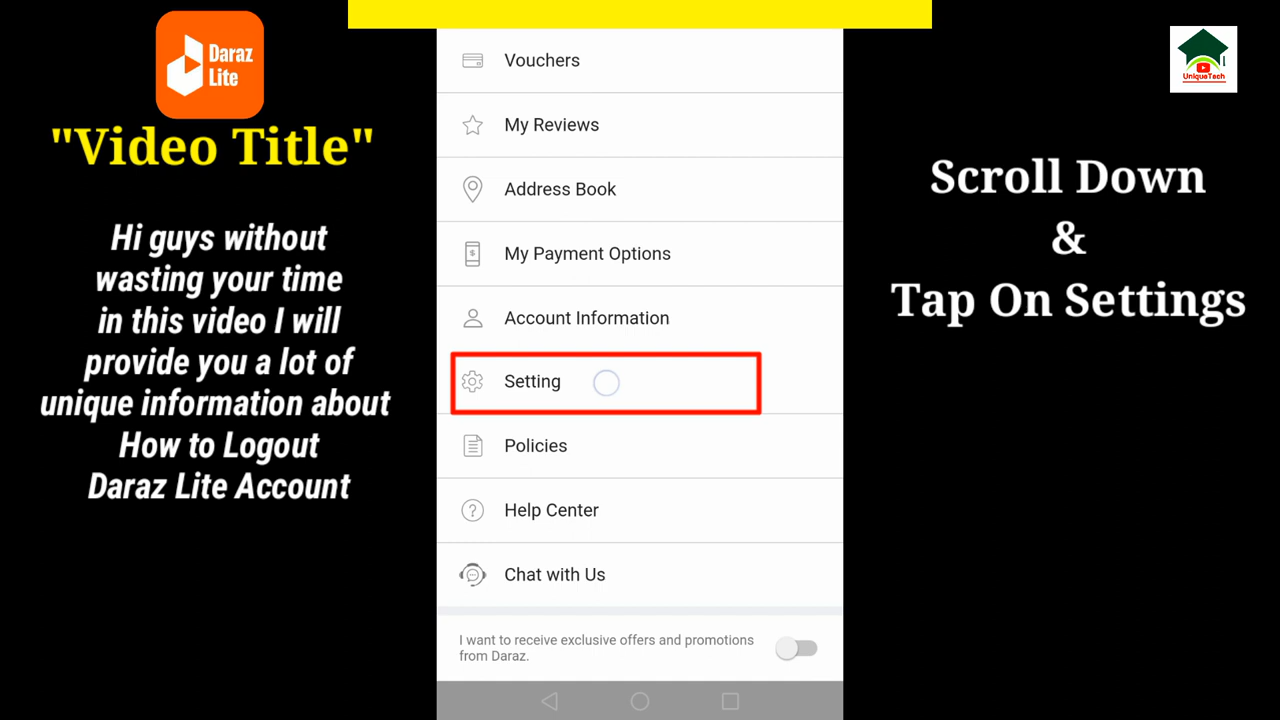 Daraz
Lite
"Video Title"
Hi guys without
wasting your time
in this video I will
provide you a lot of
unique information about
How to Logout
Daraz Lite Account
Vouchers
My Reviews
Address Book
My Payment Options
Account Information
Setting
Policies
Help Center
Chat with Us
I want to receive exclusive offers and promotions
from Daraz.
UniqueTech
Scroll Down
&
Tap On Settings